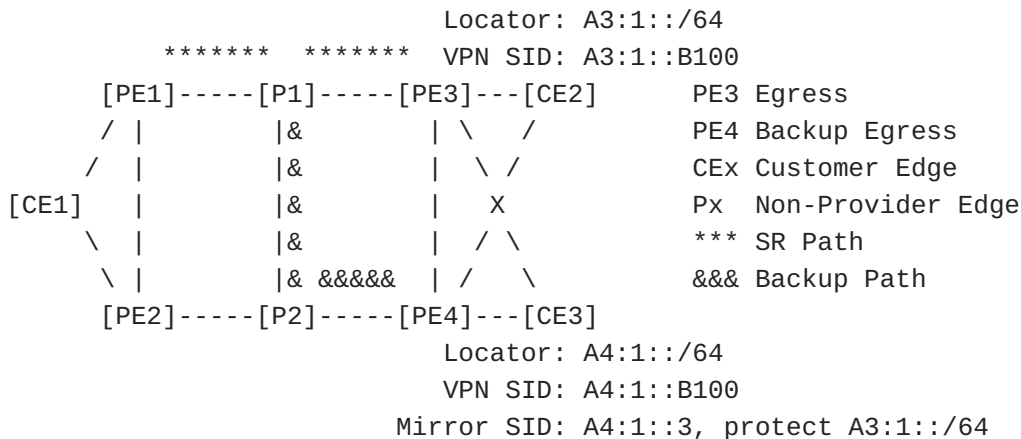 Locator: A3:1::/64
******* ******* VPN SID: A3:1::B100
[PE1]-----[P1]-----[PE3]---[CE2] PE3 Egress
/ | |& | \ / PE4 Backup Egress
/ | |& | \ / CEx Customer Edge
[CE1] | |& | X Px Non-Provider Edge
\ | |& | / \ *** SR Path
\ | |& &&&&& | / \ &&& Backup Path
[PE2]-----[P2]-----[PE4]---[CE3]
Locator: A4:1::/64
VPN SID: A4:1::B100
Mirror SID: A4:1::3, protect A3:1::/64